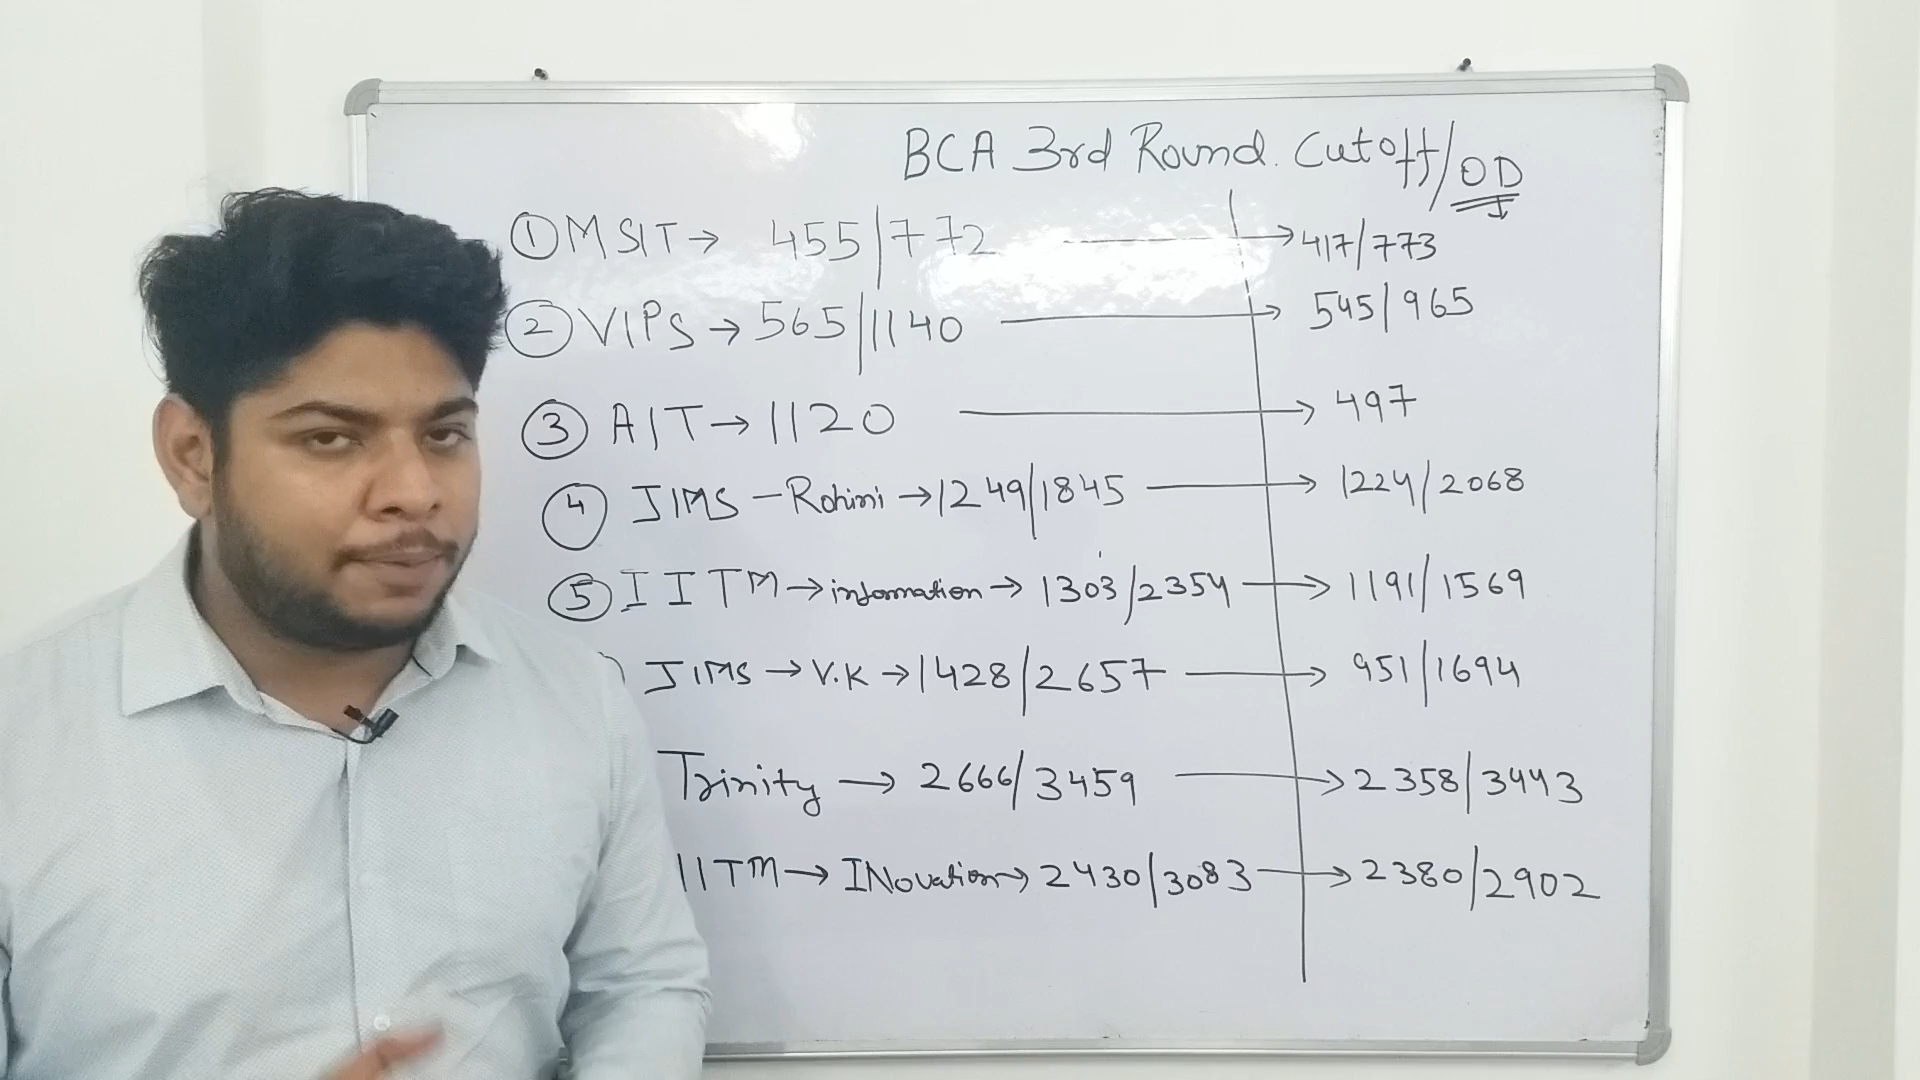 BCA 3rd Round. Cutoff/OD
① MSIT → 455/772 → 417/773
② VIPS → 565/1140 → 545/965
③ AIT → 1120 → 497
④ JIMS - Rohini → 1249/1845 → 1224/2068
⑤ IITM → information → 1303/2354 → 1191/1569
JIMS → V.K → 1428/2657 → 951/1694
Trinity → 2666/3459 → 2358/3443
IITM → INovation → 2430/3083 → 2380/2902